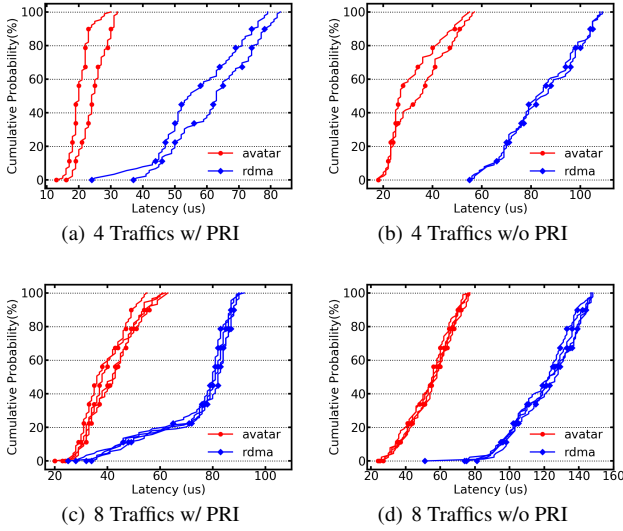 Cumulative Probability(%)
100
80
60
40
20
0
avatar
rdma
10 20 30 40 50 60 70 80
Latency (us)
(a) 4 Traffics w/ PRI
Cumulative Probability(%)
100
80
60
40
20
0
avatar
rdma
20 40 60 80 100
Latency (us)
(b) 4 Traffics w/o PRI
Cumulative Probability(%)
100
80
60
40
20
0
avatar
rdma
20 40 60 80 100
Latency (us)
(c) 8 Traffics w/ PRI
Cumulative Probability(%)
100
80
60
40
20
0
avatar
rdma
20 40 60 80 100 120 140 160
Latency (us)
(d) 8 Traffics w/o PRI